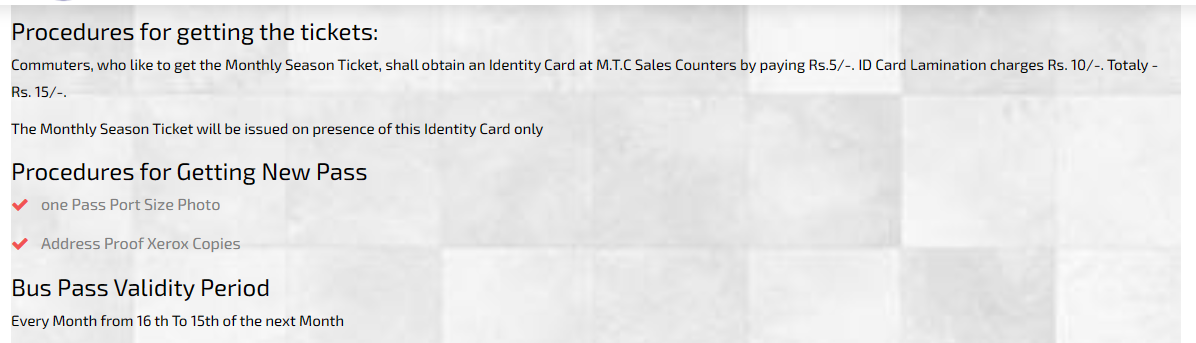 Procedures for getting the tickets:
Commuters, who like to get the Monthly Season Ticket, shall obtain an Identity Card at M.T.C Sales Counters by paying Rs.5/-. ID Card Lamination charges Rs. 10/-. Totaly -
Rs. 15/-.
The Monthly Season Ticket will be issued on presence of this Identity Card only
Procedures for Getting New Pass
one Pass Port Size Photo
Address Proof Xerox Copies
Bus Pass Validity Period
Every Month from 16 th To 15th of the next Month